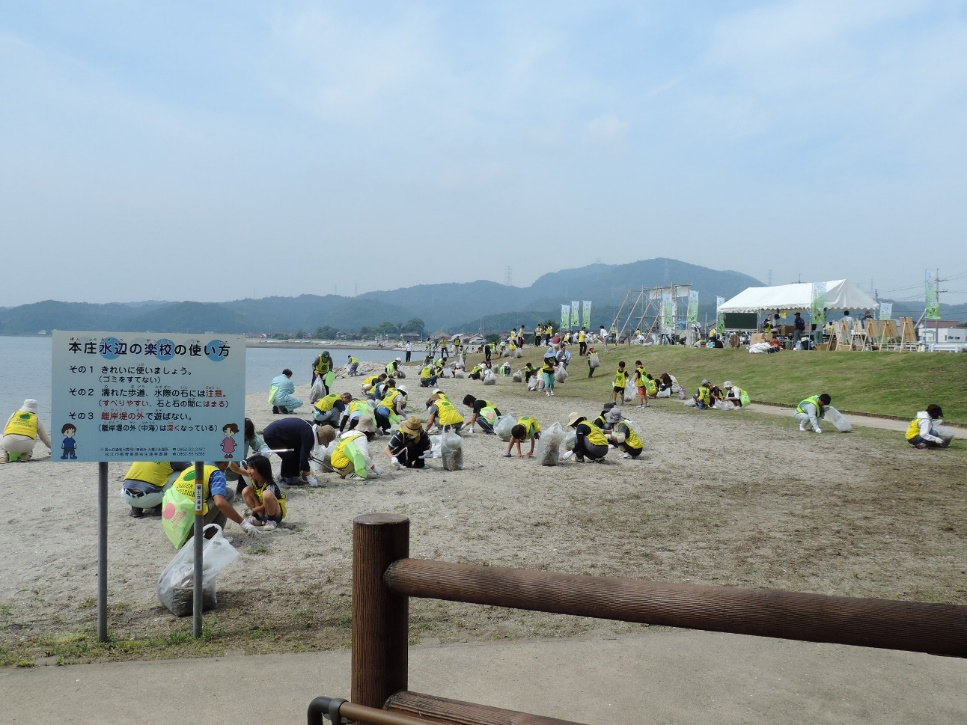 本庄水辺の楽校の使い方
その1 きれいに使いましょう。
(ゴミをすてない)
その2 濡れた歩道、水際の石には注意。
(すべりやすい、石と石の間にはまる)
その3 離岸堤の外で遊ばない。
(離岸堤の外(中海)は深くなっている)